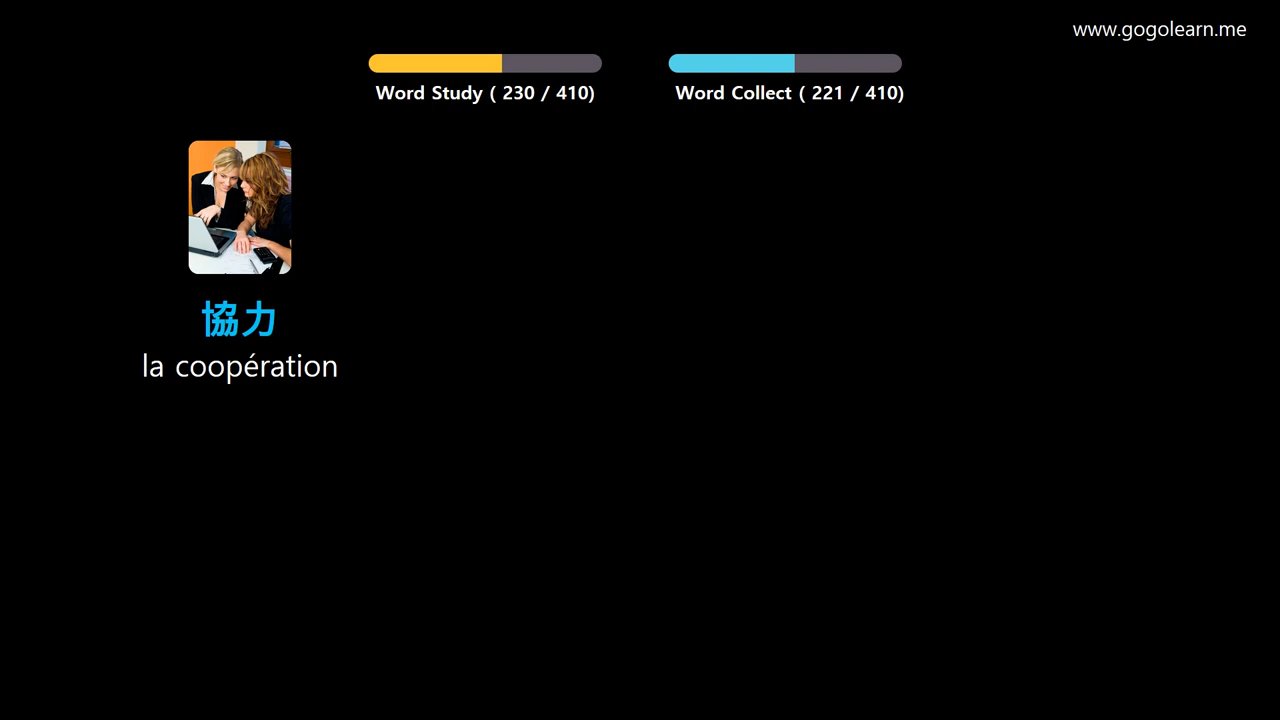 www.gogolearn.me
Word Study ( 230 / 410)
Word Collect ( 221 / 410)
協力
la coopération